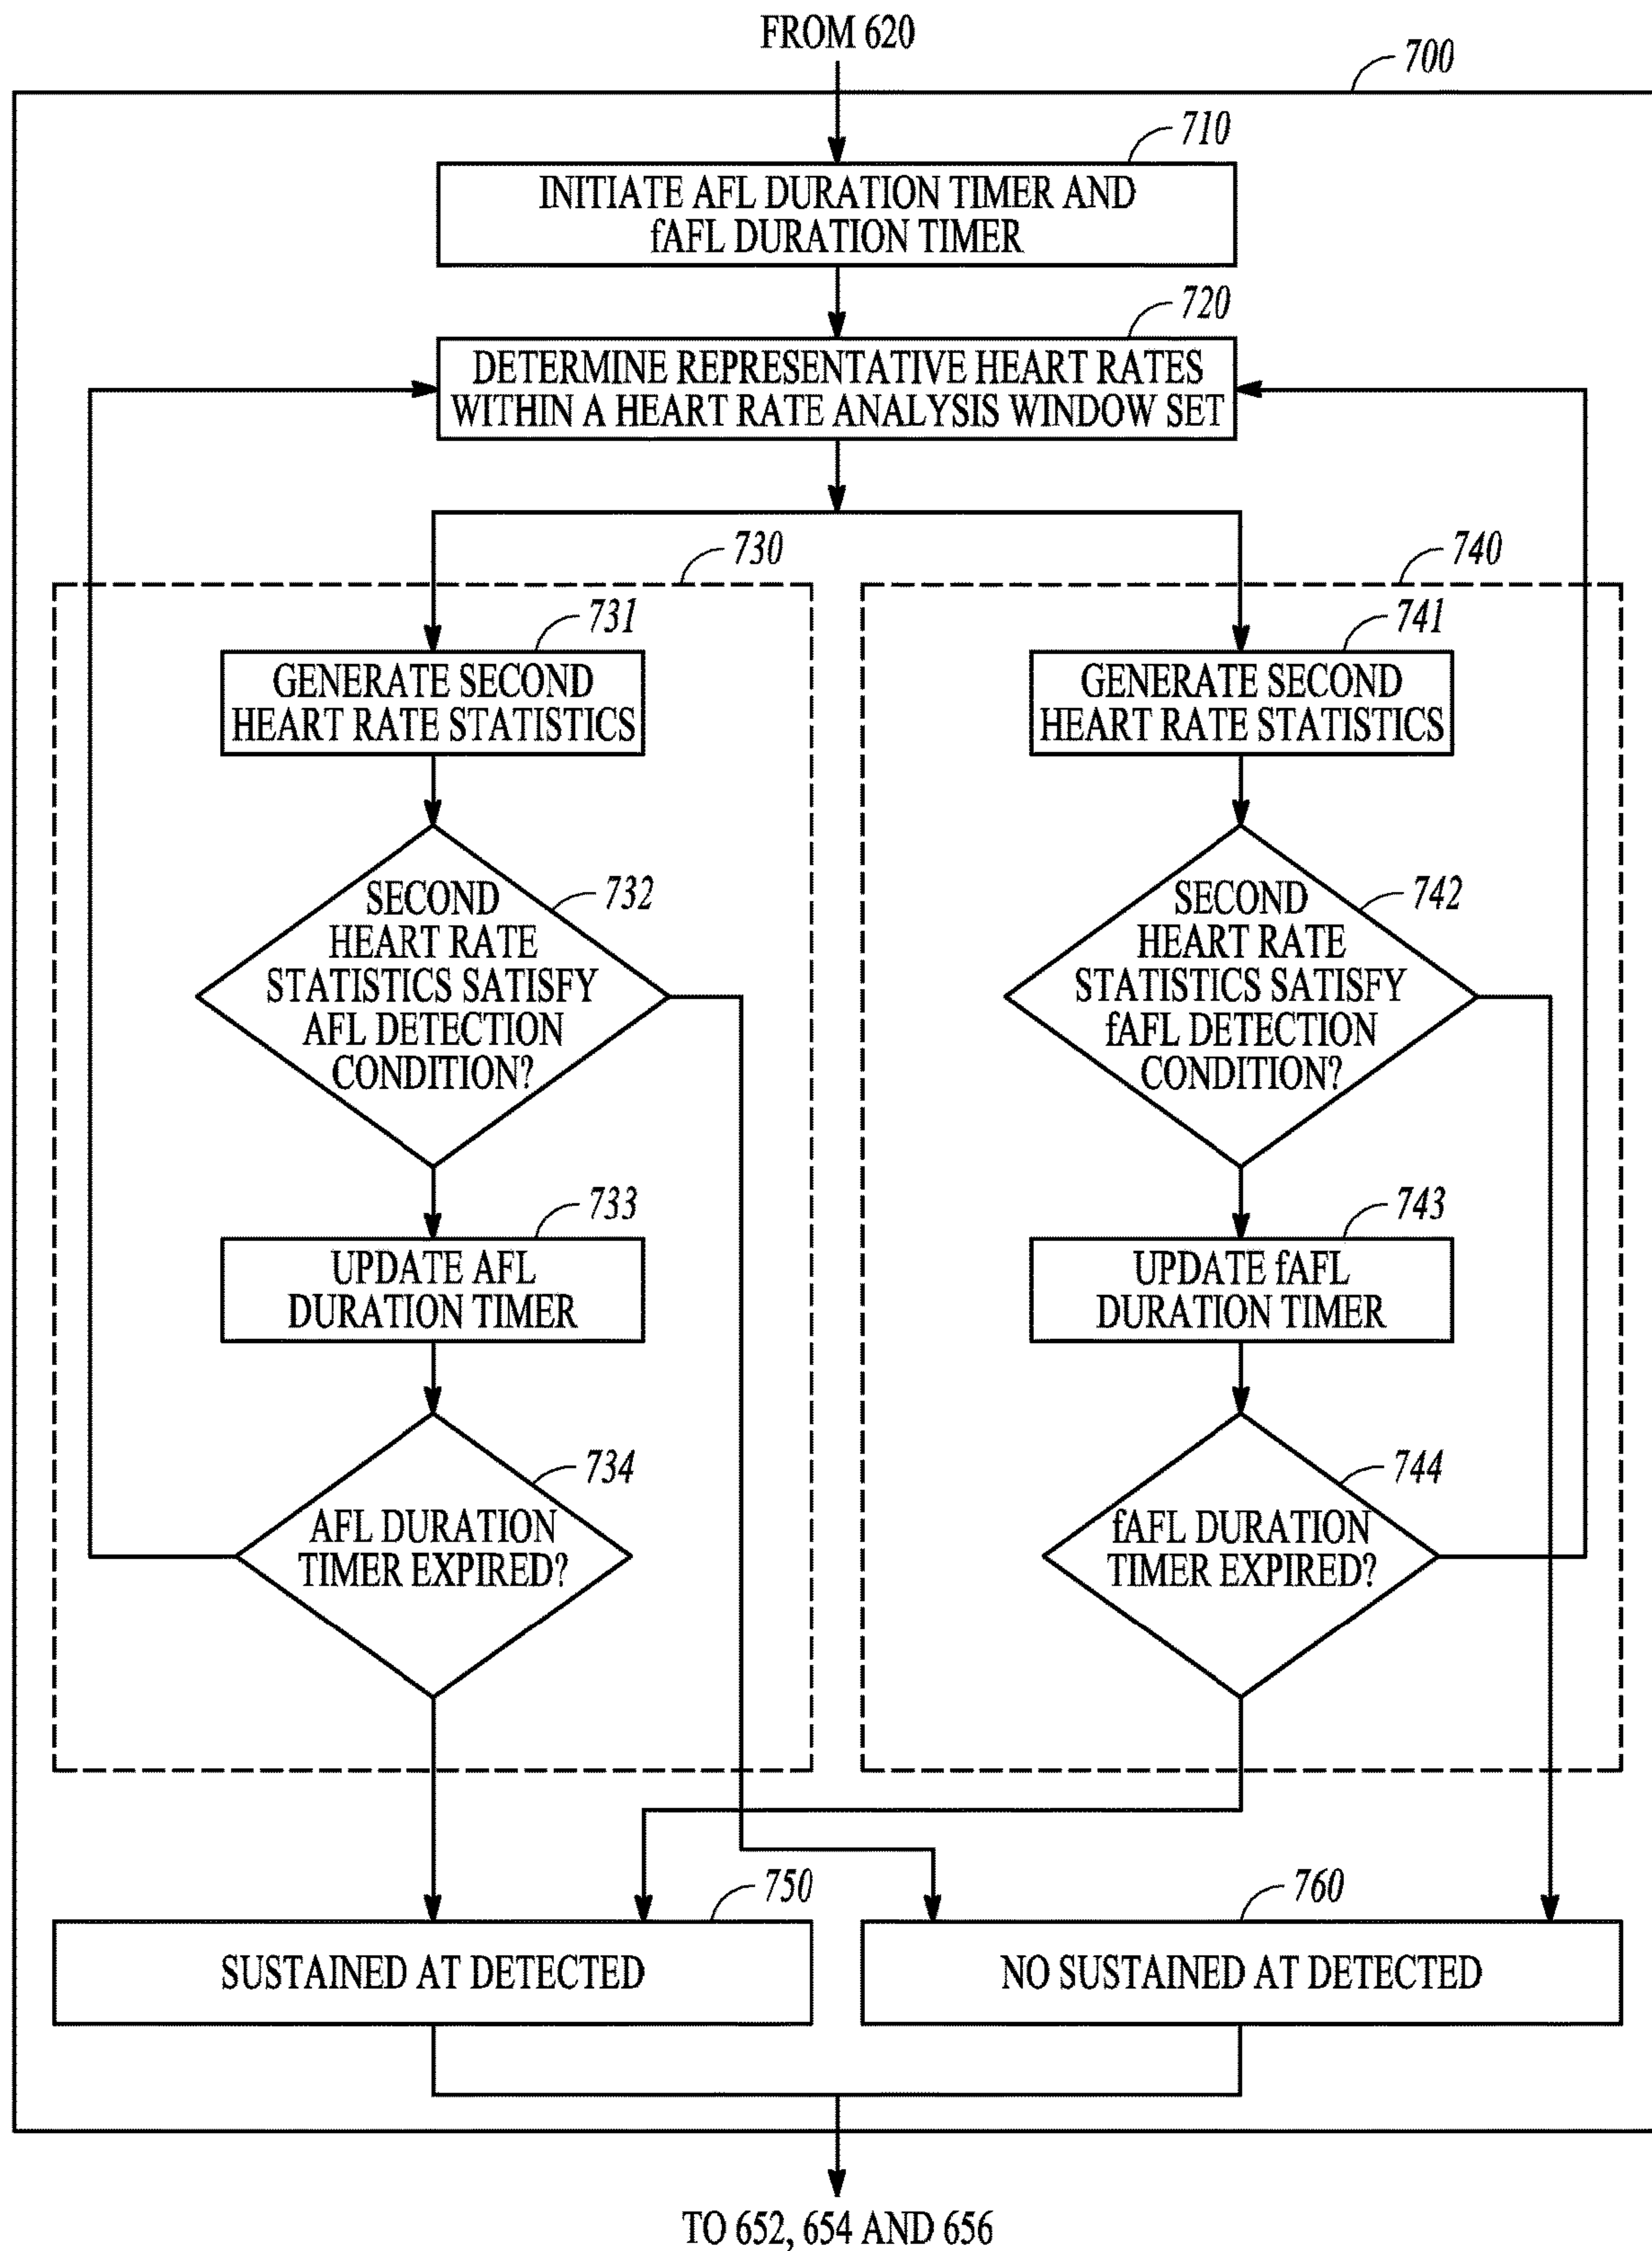 FROM 620
700
710
INITIATE AFL DURATION TIMER AND
fAFL DURATION TIMER
720
DETERMINE REPRESENTATIVE HEART RATES
WITHIN A HEART RATE ANALYSIS WINDOW SET
730
740
731
GENERATE SECOND
HEART RATE STATISTICS
741
GENERATE SECOND
HEART RATE STATISTICS
732
SECOND
HEART RATE
STATISTICS SATISFY
AFL DETECTION
CONDITION?
742
SECOND
HEART RATE
STATISTICS SATISFY
fAFL DETECTION
CONDITION?
733
UPDATE AFL
DURATION TIMER
743
UPDATE fAFL
DURATION TIMER
734
AFL DURATION
TIMER EXPIRED?
744
fAFL DURATION
TIMER EXPIRED?
750
SUSTAINED AT DETECTED
760
NO SUSTAINED AT DETECTED
TO 652, 654 AND 656